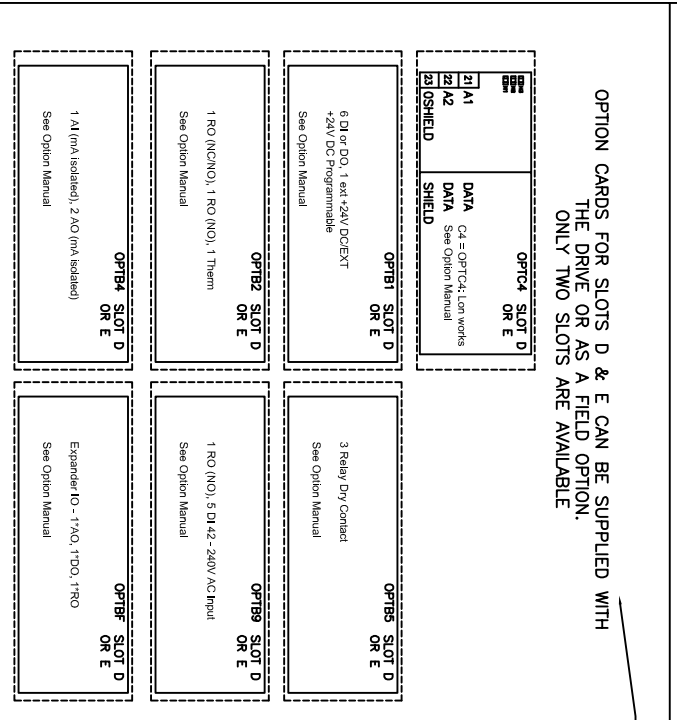 OPTION CARDS FOR SLOTS D & E CAN BE SUPPLIED WITH
THE DRIVE OR AS A FIELD OPTION.
ONLY TWO SLOTS ARE AVAILABLE
OPTC4 SLOT D
OR E
21 A1
22 A2
23 0SHIELD
DATA
DATA
SHIELD
C4 = OPTC4: Lon works
See Option Manual
OPTB1 SLOT D
OR E
6 DI or DO, 1 ext +24V DC/EXT
+24V DC Programmable
See Option Manual
OPTB5 SLOT D
OR E
3 Relay Dry Contact
See Option Manual
OPTB2 SLOT D
OR E
1 RO (NC/NO), 1 RO (NO), 1 Therm
See Option Manual
OPTB9 SLOT D
OR E
1 RO (NO), 5 DI 42 - 240V AC Input
See Option Manual
OPTB4 SLOT D
OR E
1 AI (mA isolated), 2 AO (mA isolated)
See Option Manual
OPTBF SLOT D
OR E
Expander IO - 1*AO, 1*DO, 1*RO
See Option Manual